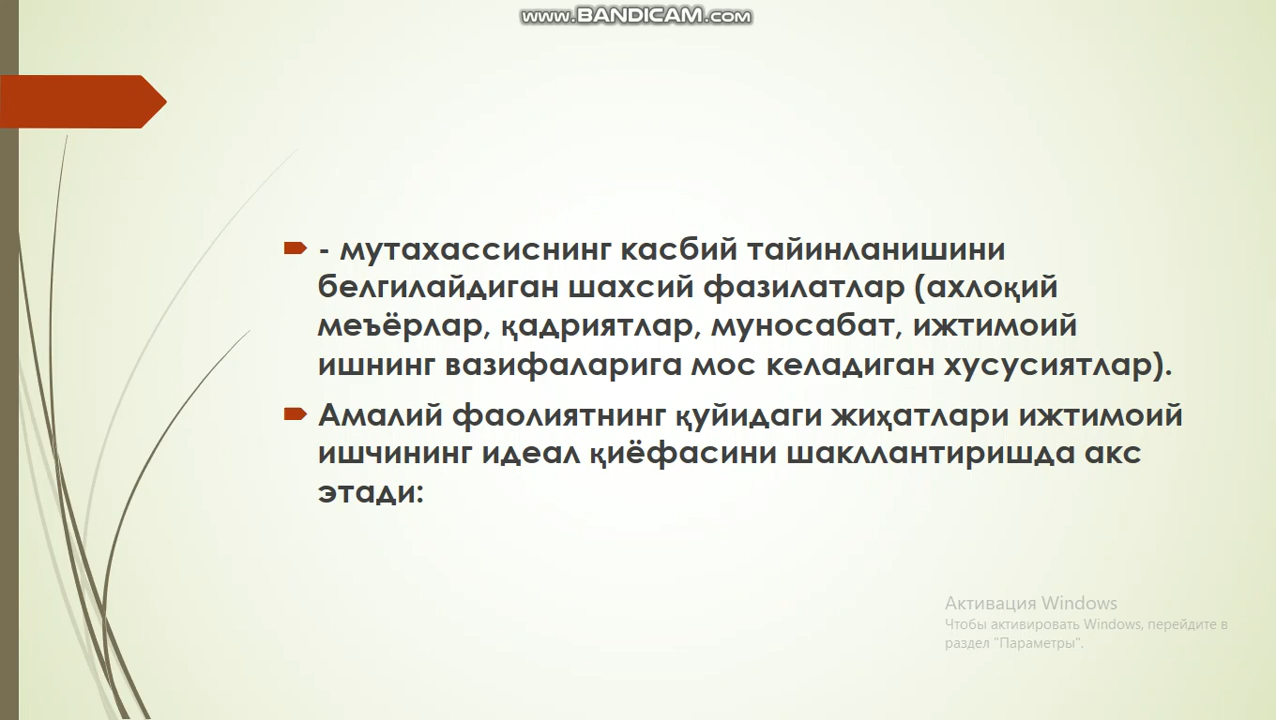 www.BANDICAM.com
- мутахассиснинг касбий тайинланишини
белгилайдиган шахсий фазилатлар (ахлоқий
меъёрлар, қадриятлар, муносабат, ижтимоий
ишнинг вазифаларига мос келадиган хусусиятлар).
Амалий фаолиятнинг қуйидаги жиҳатлари ижтимоий
ишчининг идеал қиёфасини шакллантиришда акс
этади:
Активация Windows
Чтобы активировать Windows, перейдите в
раздел "Параметры".